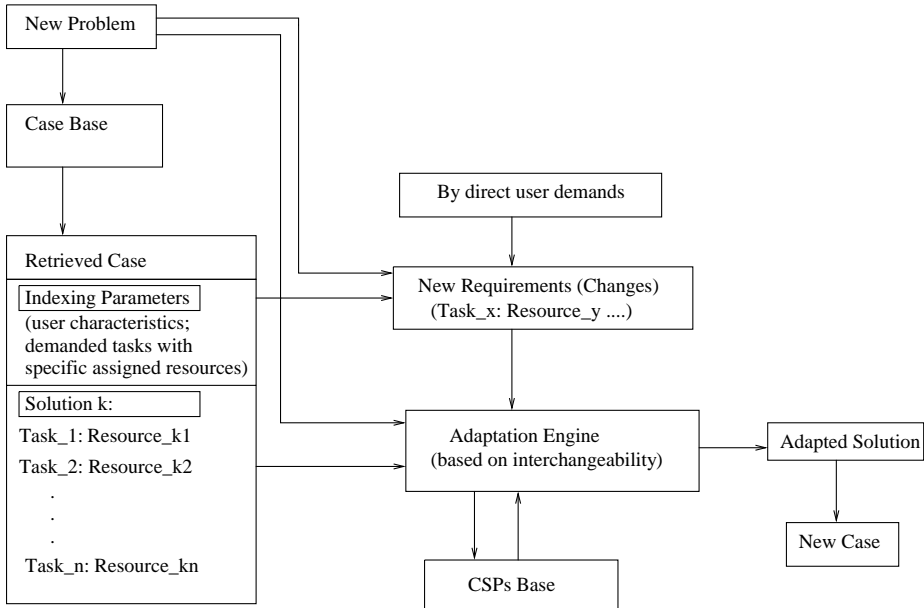 New Problem
Case Base
By direct user demands
Retrieved Case
Indexing Parameters
(user characteristics;
demanded tasks with
specific assigned resources)
New Requirements (Changes)
(Task_x: Resource_y ....)
Solution k:
Task_1: Resource_k1
Task_2: Resource_k2
.
.
.
Task_n: Resource_kn
Adaptation Engine
(based on interchangeability)
Adapted Solution
New Case
CSPs Base